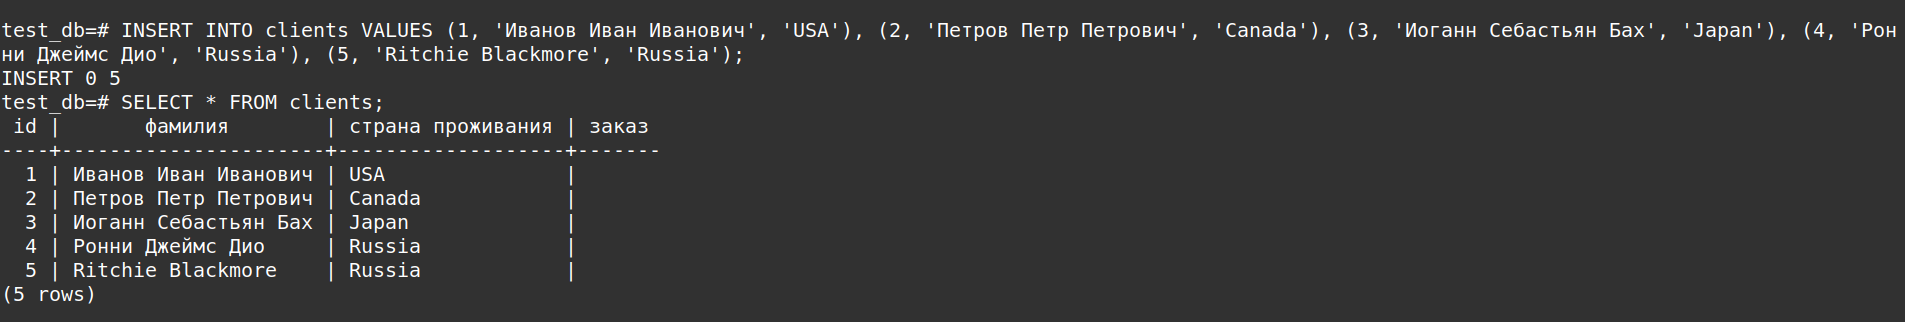 test_db=# INSERT INTO clients VALUES (1, 'Иванов Иван Иванович', 'USA'), (2, 'Петров Петр Петрович', 'Canada'), (3, 'Иоганн Себастьян Бах', 'Japan'), (4, 'Рон
ни Джеймс Дио', 'Russia'), (5, 'Ritchie Blackmore', 'Russia');
INSERT 0 5
test_db=# SELECT * FROM clients;
 id |       фамилия        | страна проживания | заказ
----+----------------------+-------------------+-------
  1 | Иванов Иван Иванович | USA               |
  2 | Петров Петр Петрович | Canada            |
  3 | Иоганн Себастьян Бах | Japan             |
  4 | Ронни Джеймс Дио     | Russia            |
  5 | Ritchie Blackmore    | Russia            |
(5 rows)